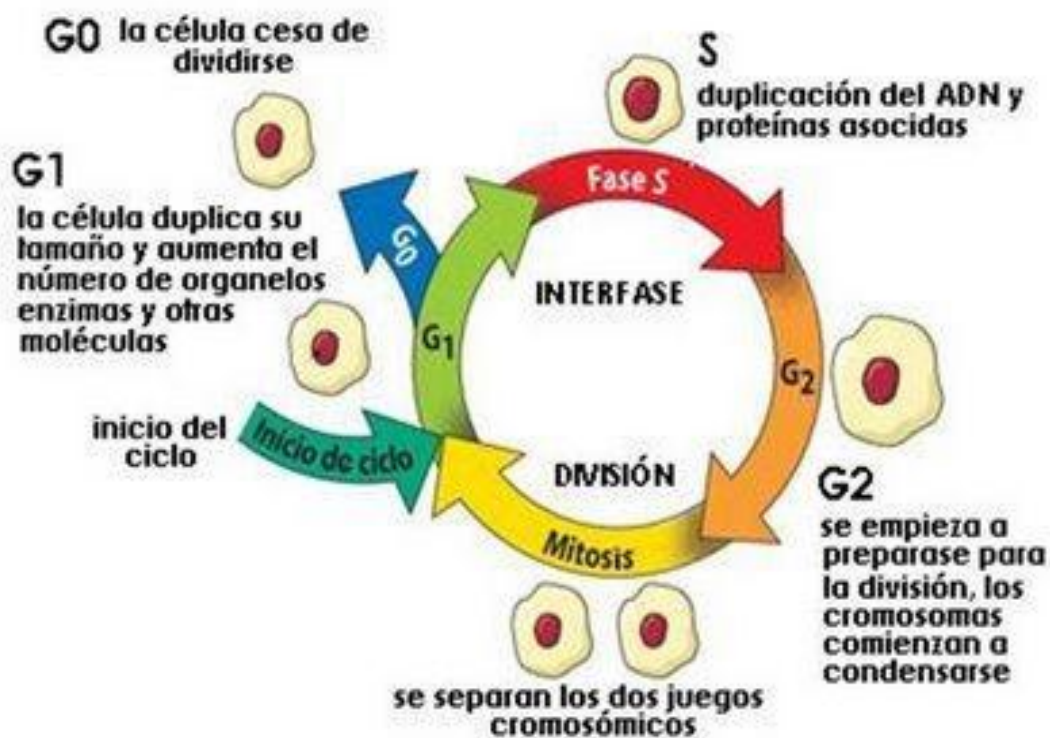 G0 la célula cesa de
dividirse
S
duplicación del ADN y
proteínas asocidas
G1
la célula duplica su
tamaño y aumenta el
número de organelos
enzimas y otras
moléculas
Fase S
G0
INTERFASE
G1
G2
inicio del
ciclo
Inicio de ciclo
DIVISIÓN
Mitosis
G2
se empieza a
preparase para
la división, los
cromosomas
comienzan a
condensarse
se separan los dos juegos
cromosómicos